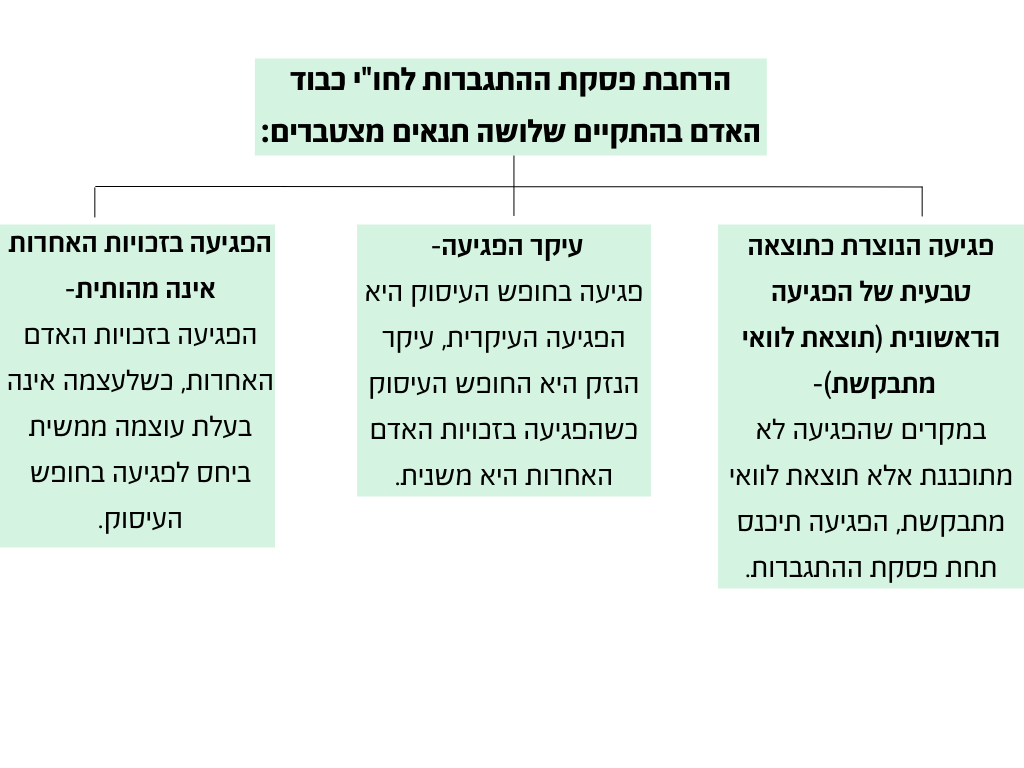 הרחבת פסקת ההתגברות לחו"י כבוד
האדם בהתקיים שלושה תנאים מצטברים:
פגיעה הנוצרת כתוצאה
טבעית של הפגיעה
הראשונית (תוצאת לוואי
מתבקשת)-
במקרים שהפגיעה לא
מתוכננת אלא תוצאת לוואי
מתבקשת, הפגיעה תיכנס
תחת פסקת ההתגברות.
עיקר הפגיעה-
פגיעה בחופש העיסוק היא
הפגיעה העיקרית, עיקר
הנזק היא החופש העיסוק
כשהפגיעה בזכויות האדם
האחרות היא משנית.
הפגיעה בזכויות האחרות
אינה מהותית-
הפגיעה בזכויות האדם
האחרות, כשלעצמה אינה
בעלת עוצמה ממשית
ביחס לפגיעה בחופש
העיסוק.